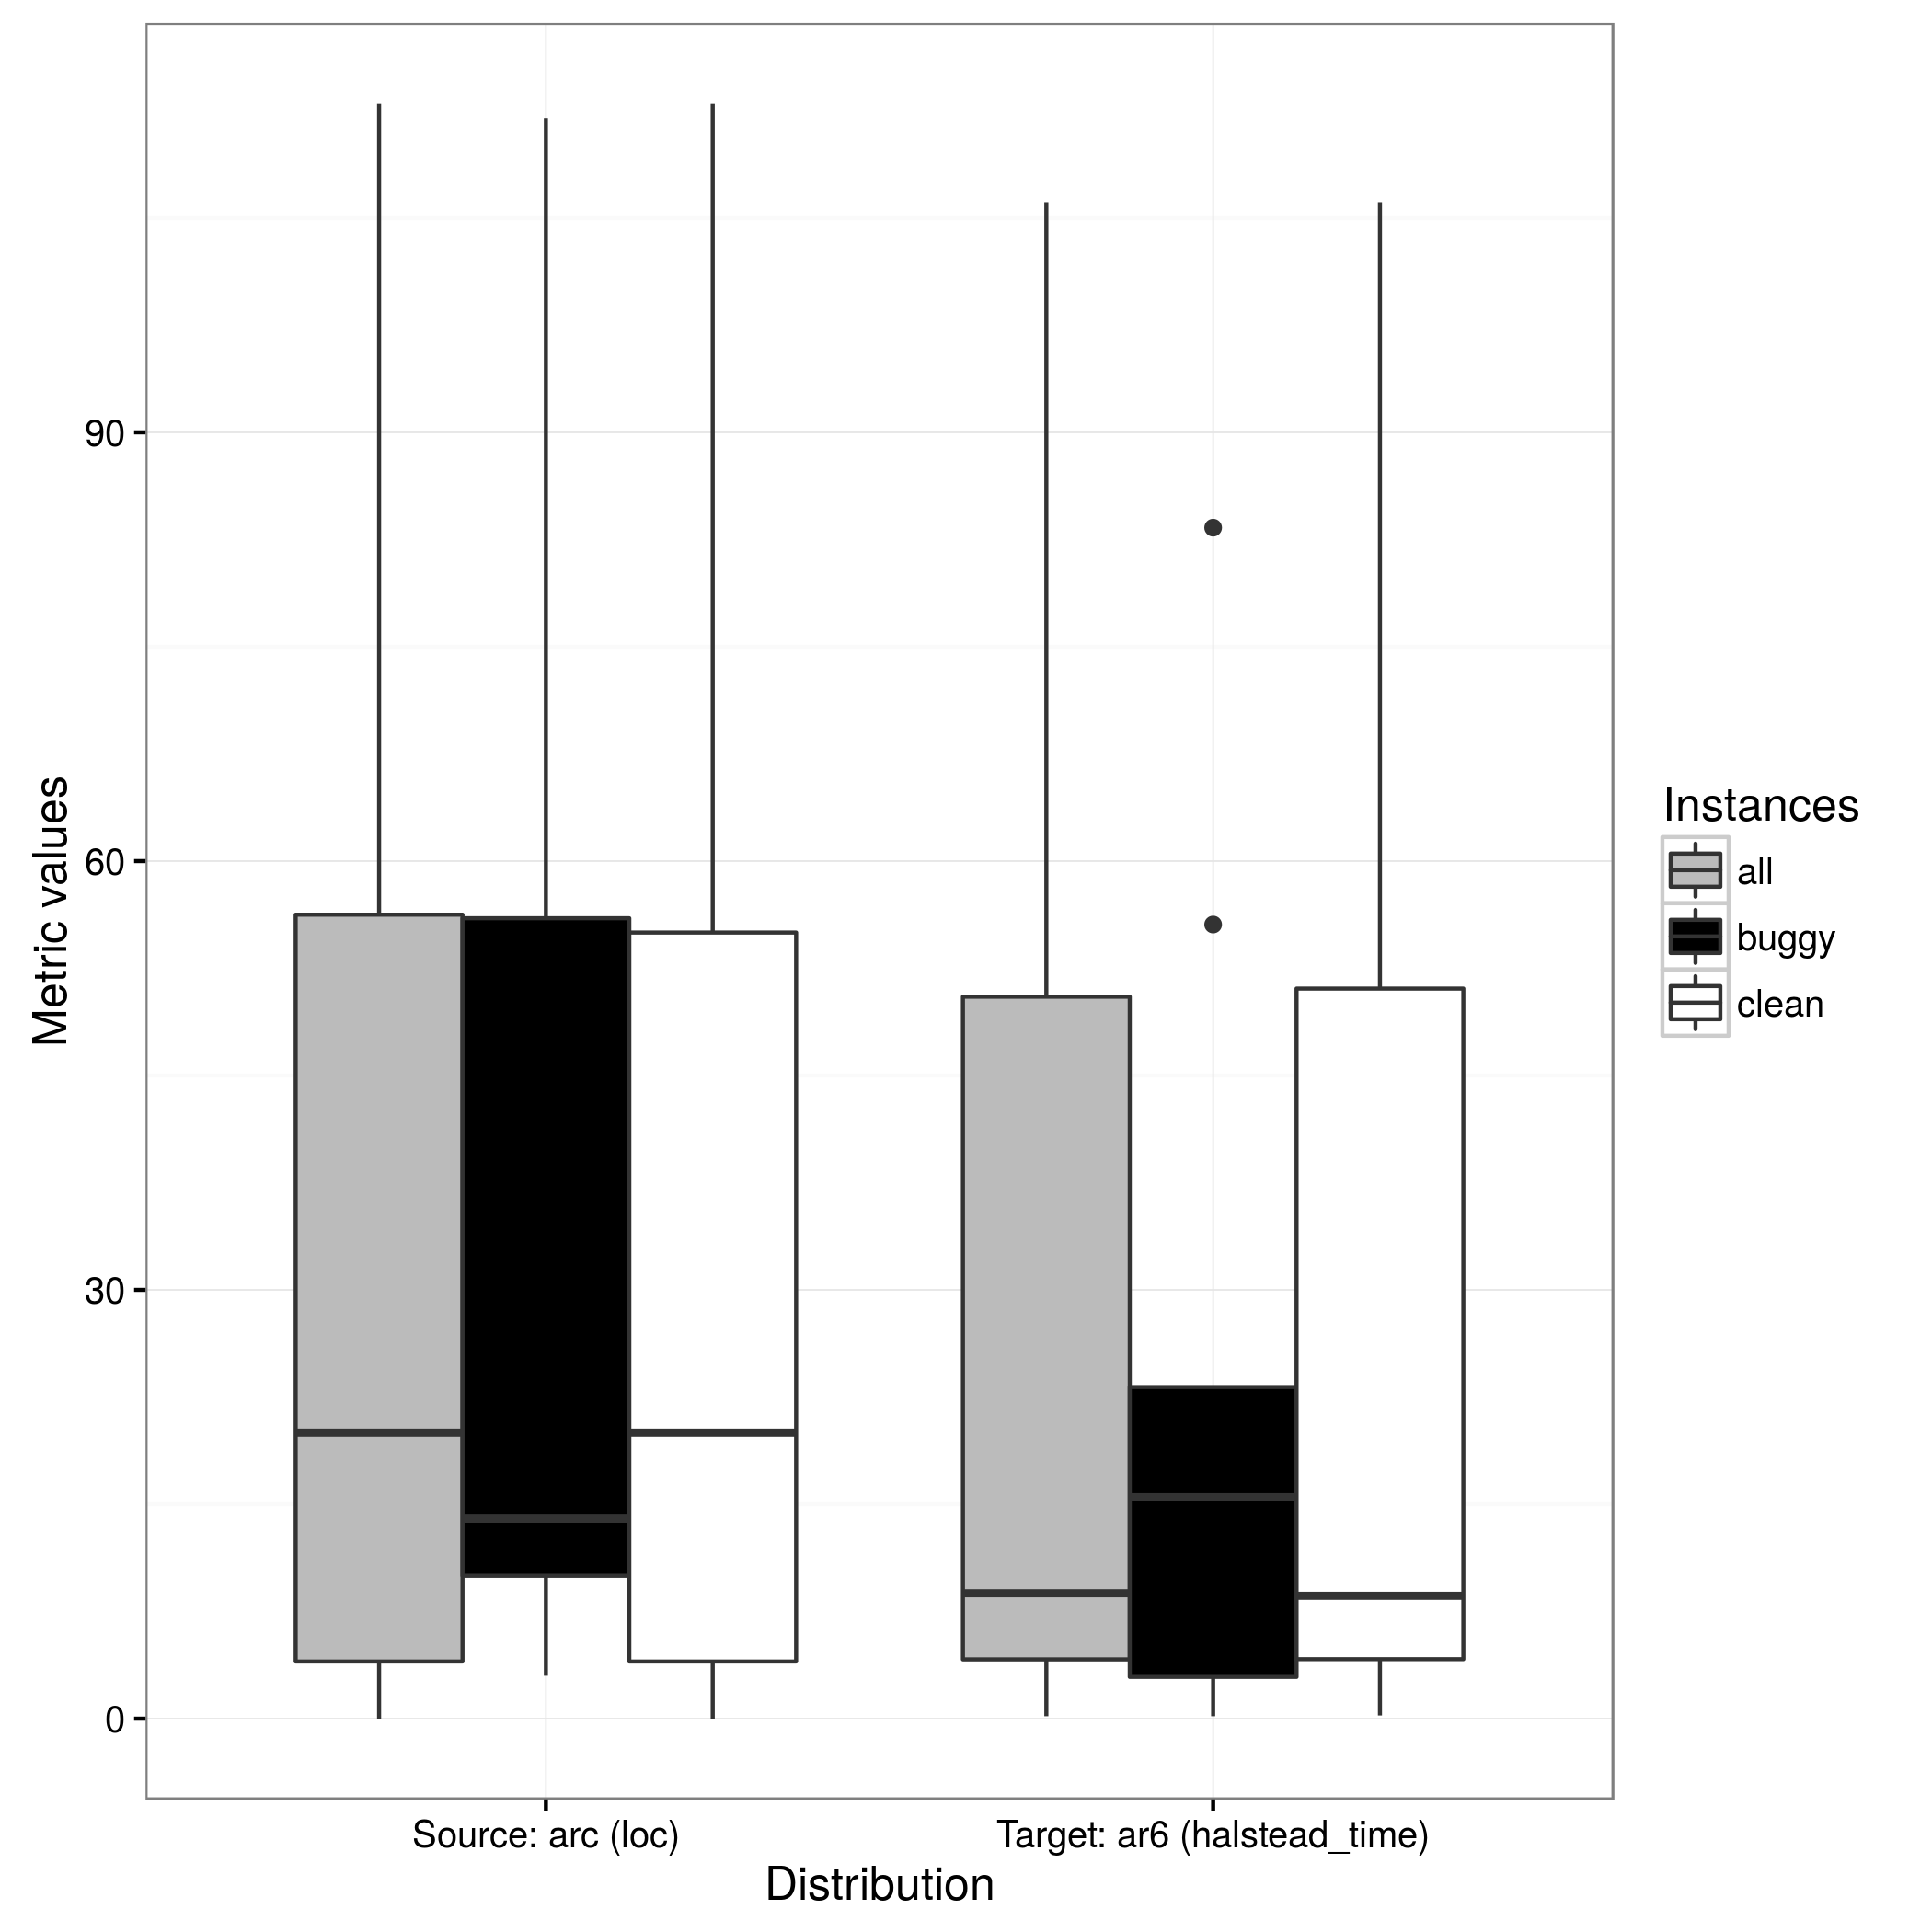 Metric values
90
60
30
0
Source: arc (loc)
Target: ar6 (halstead_time)
Distribution
Instances
all
buggy
clean